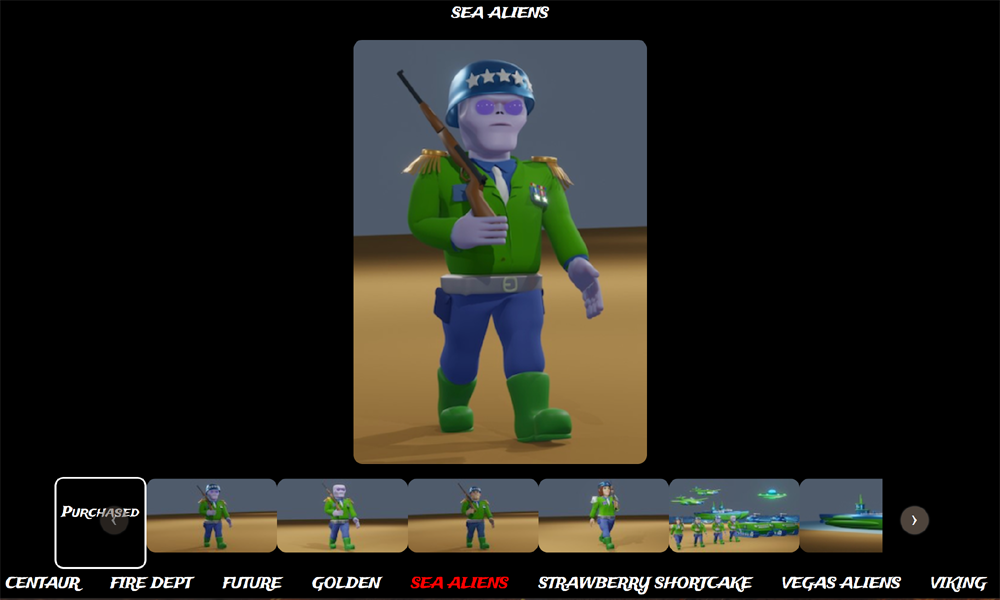 SEA ALIENS
PURCHASED
CENTAUR FIRE DEPT FUTURE GOLDEN SEA ALIENS STRAWBERRY SHORTCAKE VEGAS ALIENS VIKING